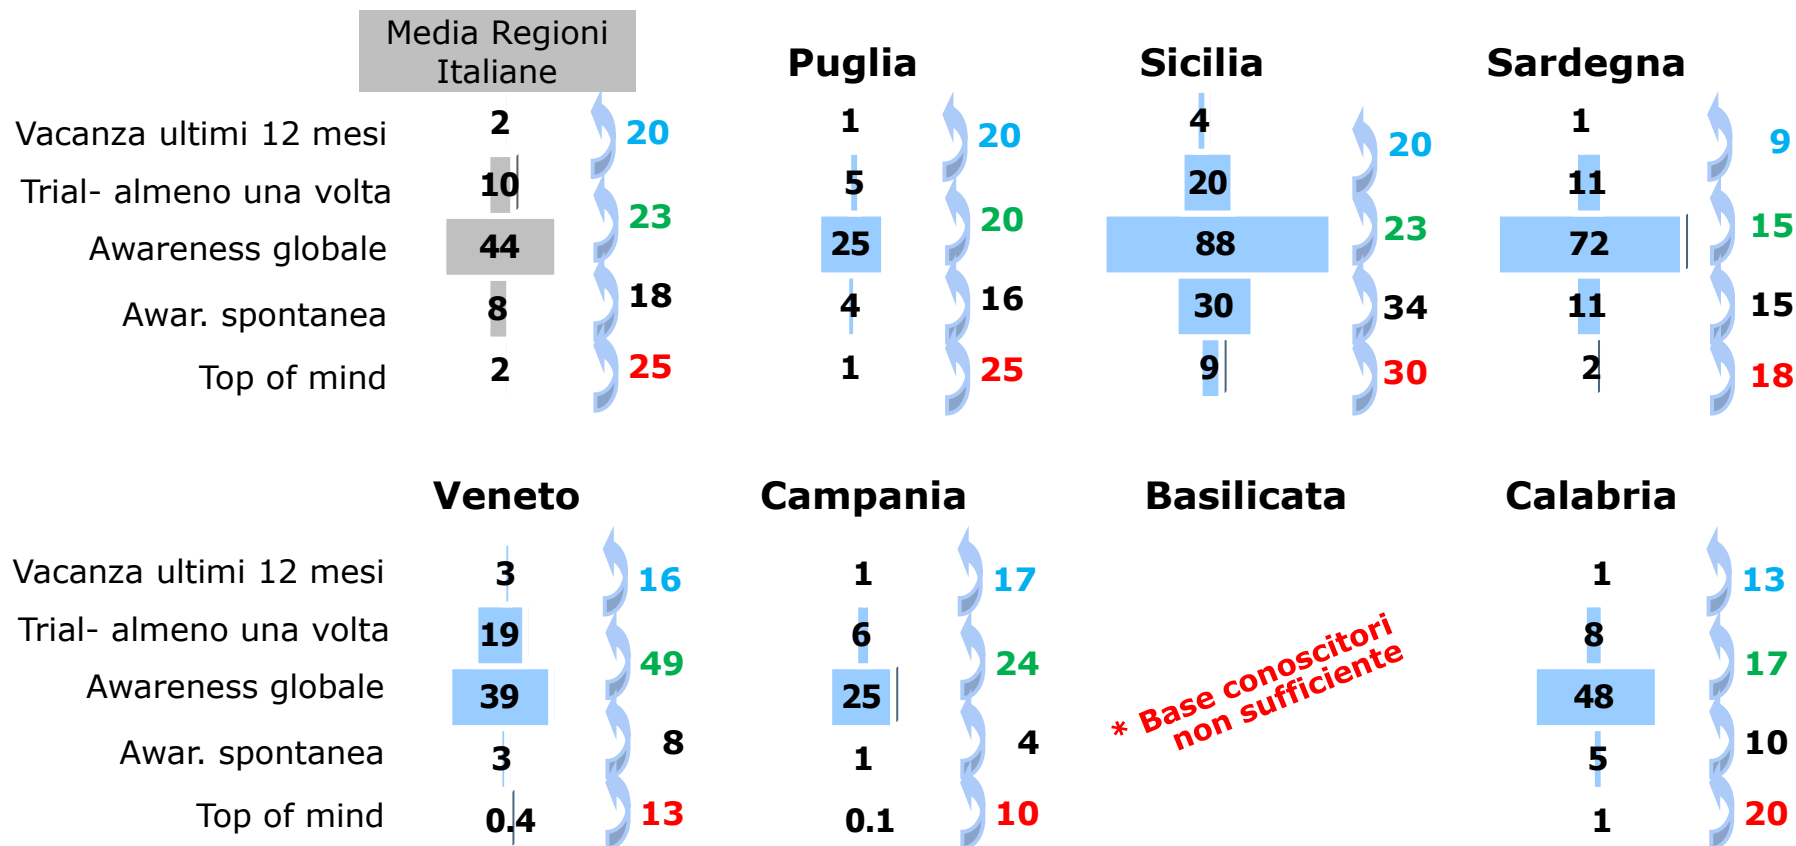 Media Regioni
Italiane
Puglia
Sicilia
Sardegna
Vacanza ultimi 12 mesi 2 20 1 20 4 20 1 9
Trial- almeno una volta 10 23 5 20 20 23 11 15
Awareness globale 44 18 25 16 88 34 72 15
Awar. spontanea 8 4 30 11
Top of mind 2 25 1 25 9 30 2 18
Veneto
Campania
Basilicata
Calabria
Vacanza ultimi 12 mesi 3 16 1 17 1 13
Trial- almeno una volta 19 49 6 24 8 17
Awareness globale 39 25 48
Awar. spontanea 3 8 1 4 5 10
Top of mind 0.4 13 0.1 10 1 20
* Base conoscitori
non sufficiente